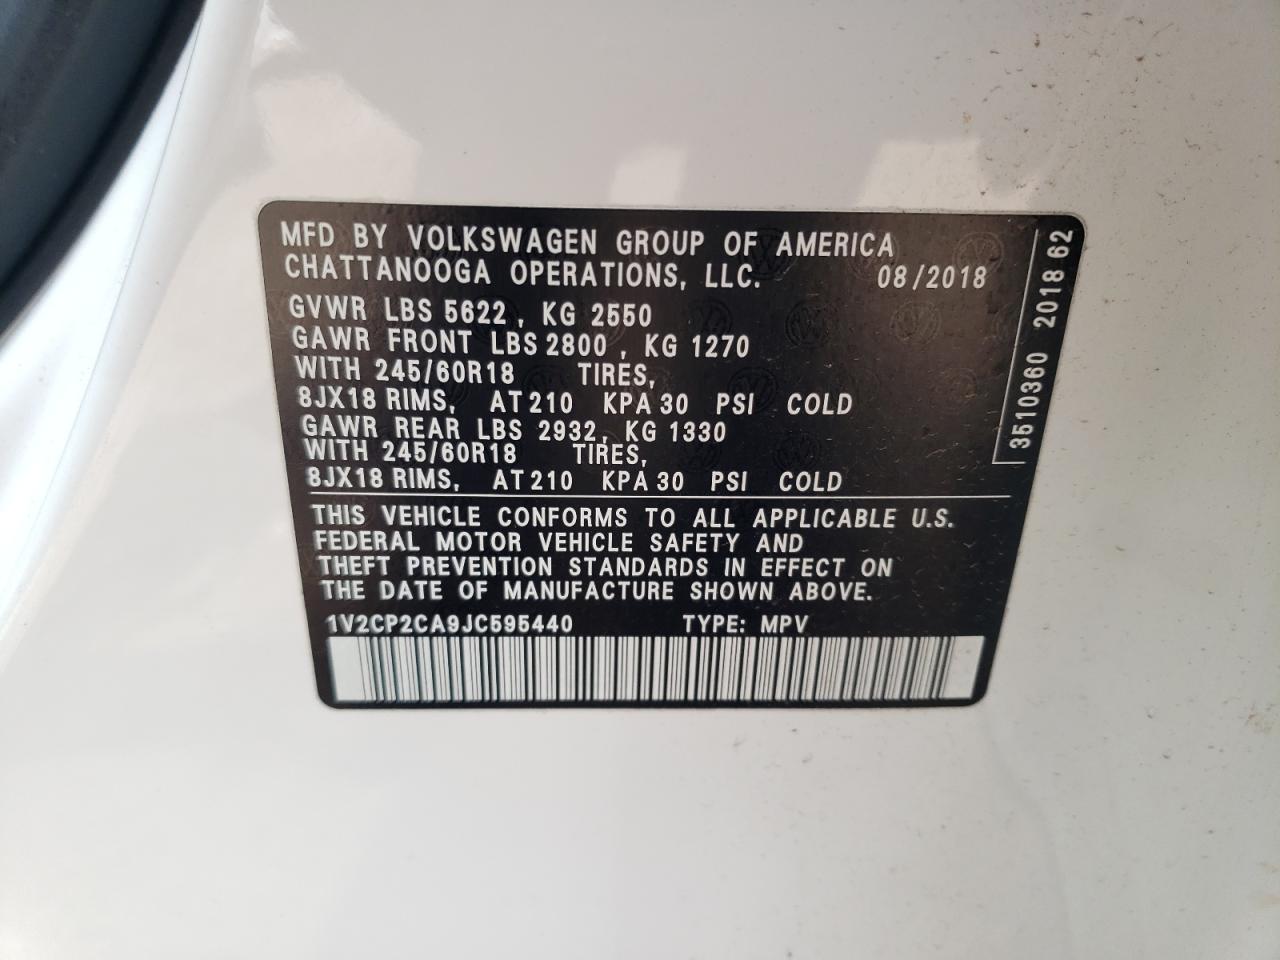 MFD BY VOLKSWAGEN GROUP OF AMERICA
CHATTANOOGA OPERATIONS, LLC. 08/2018
GVWR LBS 5622, KG 2550
GAWR FRONT LBS 2800, KG 1270
WITH 245/60R18 TIRES,
8JX18 RIMS, AT 210 KPA 30 PSI COLD
GAWR REAR LBS 2932, KG 1330
WITH 245/60R18 TIRES,
8JX18 RIMS, AT 210 KPA 30 PSI COLD
THIS VEHICLE CONFORMS TO ALL APPLICABLE U.S.
FEDERAL MOTOR VEHICLE SAFETY AND
THEFT PREVENTION STANDARDS IN EFFECT ON
THE DATE OF MANUFACTURE SHOWN ABOVE.
1V2CP2CA9JC595440 TYPE: MPV
3510360 2018 62